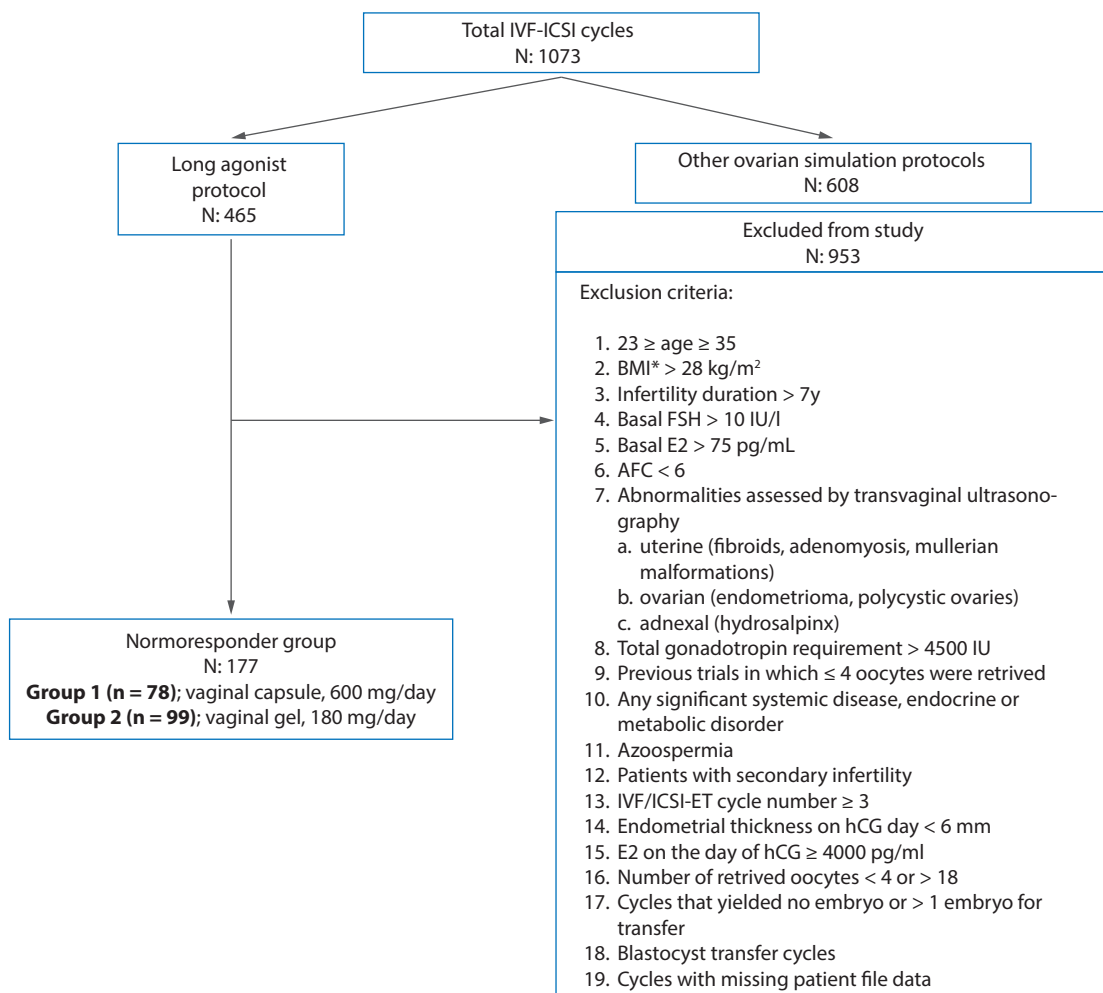 Total IVF-ICSI cycles
N: 1073
Long agonist
protocol
N: 465
Other ovarian simulation protocols
N: 608
Excluded from study
N: 953
Exclusion criteria:
1. 23 ≥ age ≥ 35
2. BMI* > 28 kg/m²
3. Infertility duration > 7y
4. Basal FSH > 10 IU/l
5. Basal E2 > 75 pg/mL
6. AFC < 6
7. Abnormalities assessed by transvaginal ultrasono-
graphy
a. uterine (fibroids, adenomyosis, mullerian
malformations)
b. ovarian (endometrioma, polycystic ovaries)
c. adnexal (hydrosalpinx)
8. Total gonadotropin requirement > 4500 IU
9. Previous trials in which ≤ 4 oocytes were retrived
10. Any significant systemic disease, endocrine or
metabolic disorder
11. Azoospermia
12. Patients with secondary infertility
13. IVF/ICSI-ET cycle number ≥ 3
14. Endometrial thickness on hCG day < 6 mm
15. E2 on the day of hCG ≥ 4000 pg/ml
16. Number of retrived oocytes < 4 or > 18
17. Cycles that yielded no embryo or > 1 embryo for
transfer
18. Blastocyst transfer cycles
19. Cycles with missing patient file data
Normoresponder group
N: 177
Group 1 (n = 78); vaginal capsule, 600 mg/day
Group 2 (n = 99); vaginal gel, 180 mg/day